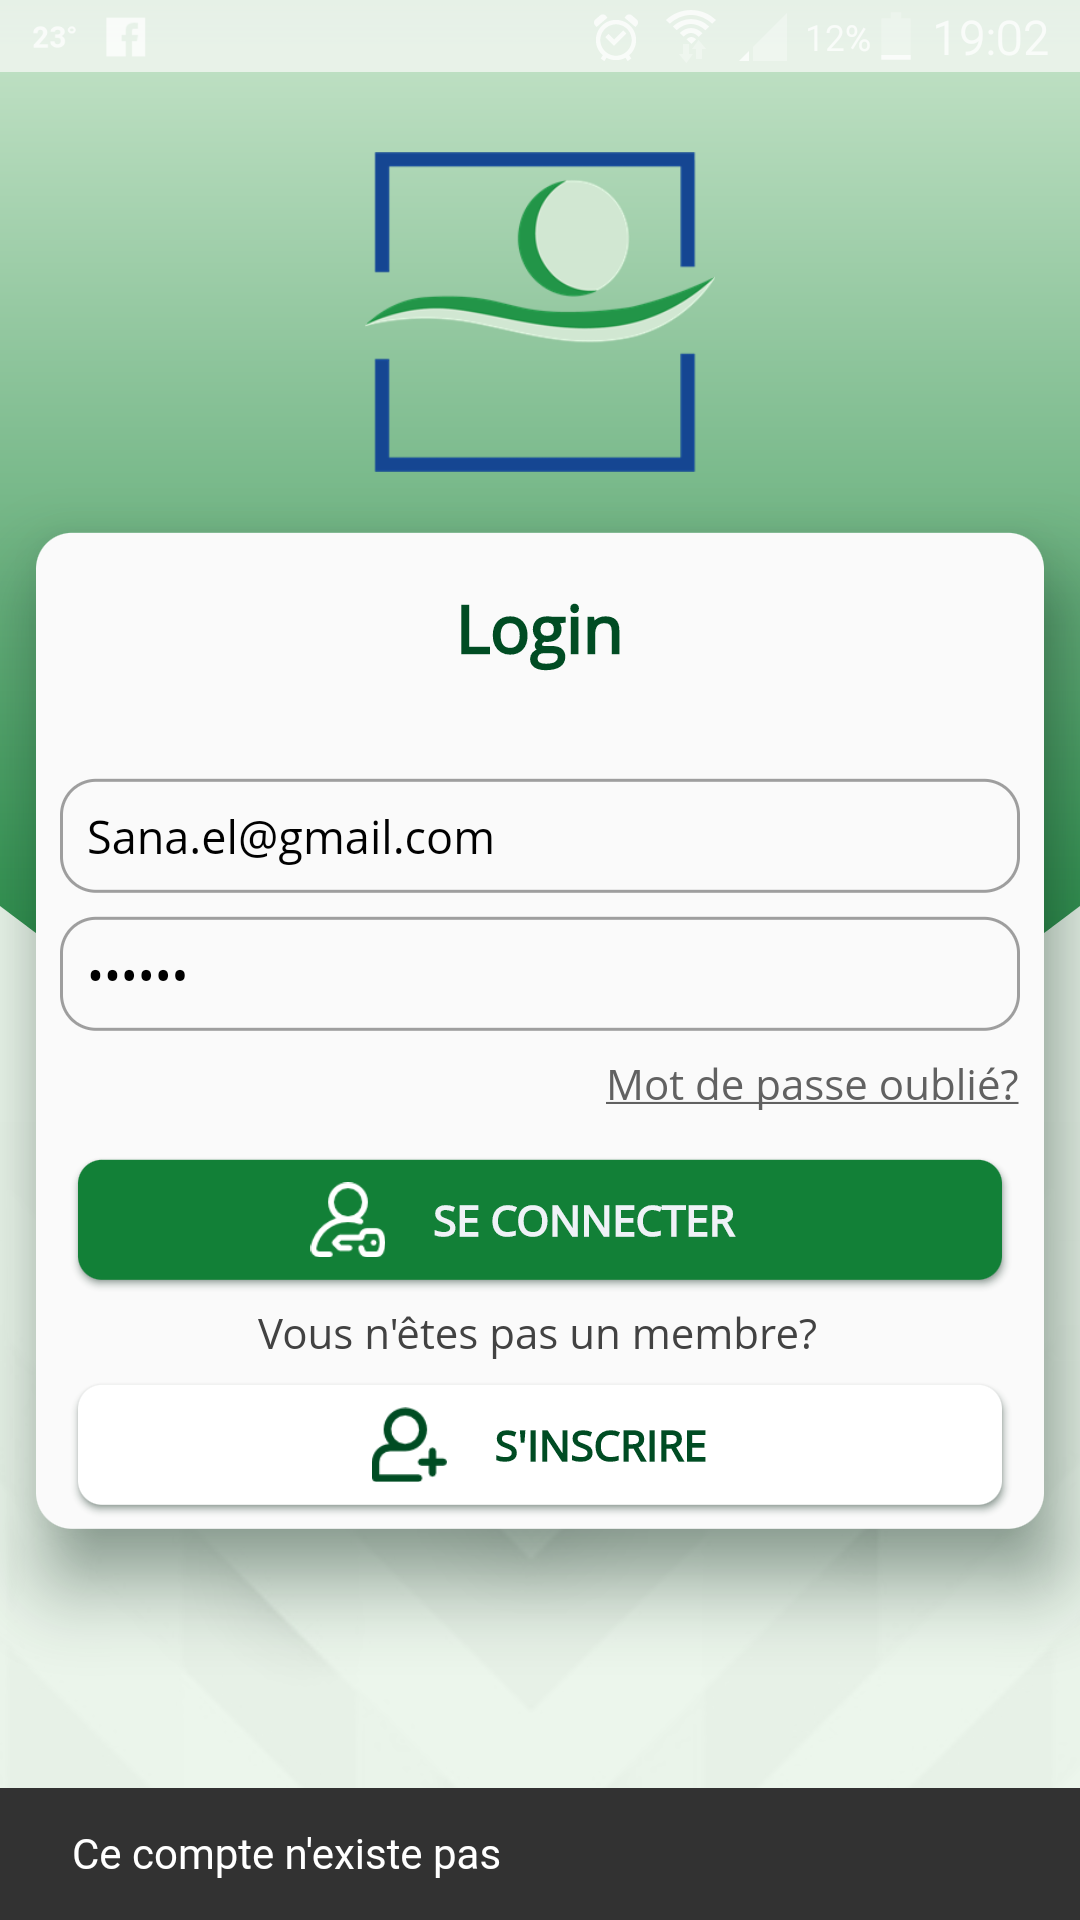 23° 12% 19:02
Login
Sana.el@gmail.com
••••••
Mot de passe oublié?
SE CONNECTER
Vous n'êtes pas un membre?
S'INSCRIRE
Ce compte n'existe pas